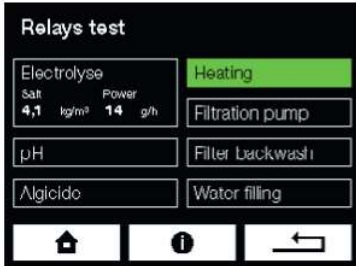 Relays test
Electrolyse
Salt Power
4,1 kg/m³ 14 g/h
pH
Algicide
Heating
Filtration pump
Filter backwash
Water filling